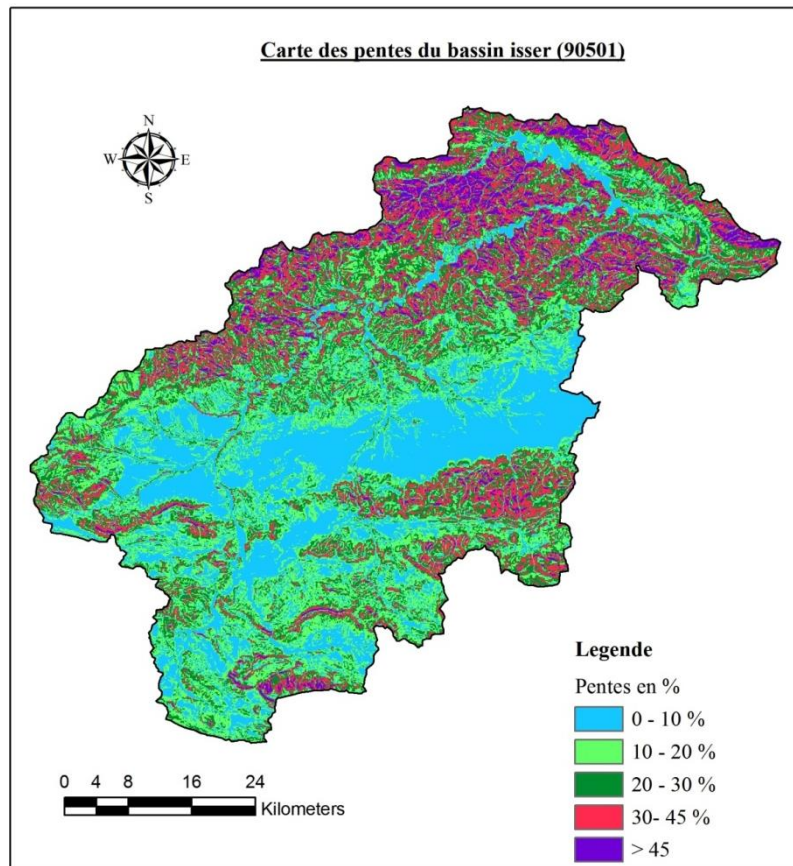 Carte des pentes du bassin isser (90501)
N
W E
S
Legende
Pentes en %
0 - 10 %
10 - 20 %
20 - 30 %
30- 45 %
> 45
0 4 8 16 24
Kilometers